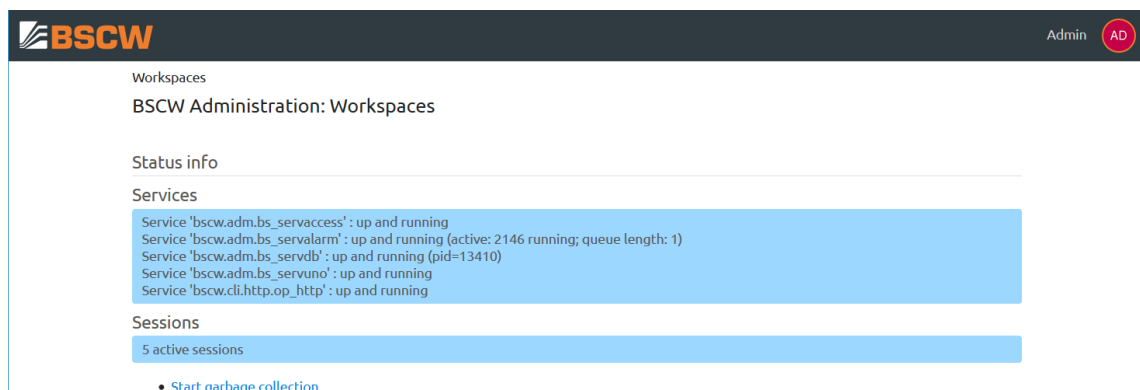 BSCW
Admin AD
Workspaces
BSCW Administration: Workspaces
Status info
Services
Service 'bscw.adm.bs_servaccess' : up and running
Service 'bscw.adm.bs_servalarm' : up and running (active: 2146 running; queue length: 1)
Service 'bscw.adm.bs_servdb' : up and running (pid=13410)
Service 'bscw.adm.bs_servuno' : up and running
Service 'bscw.cli.http.op_http' : up and running
Sessions
5 active sessions
• Start garbage collection